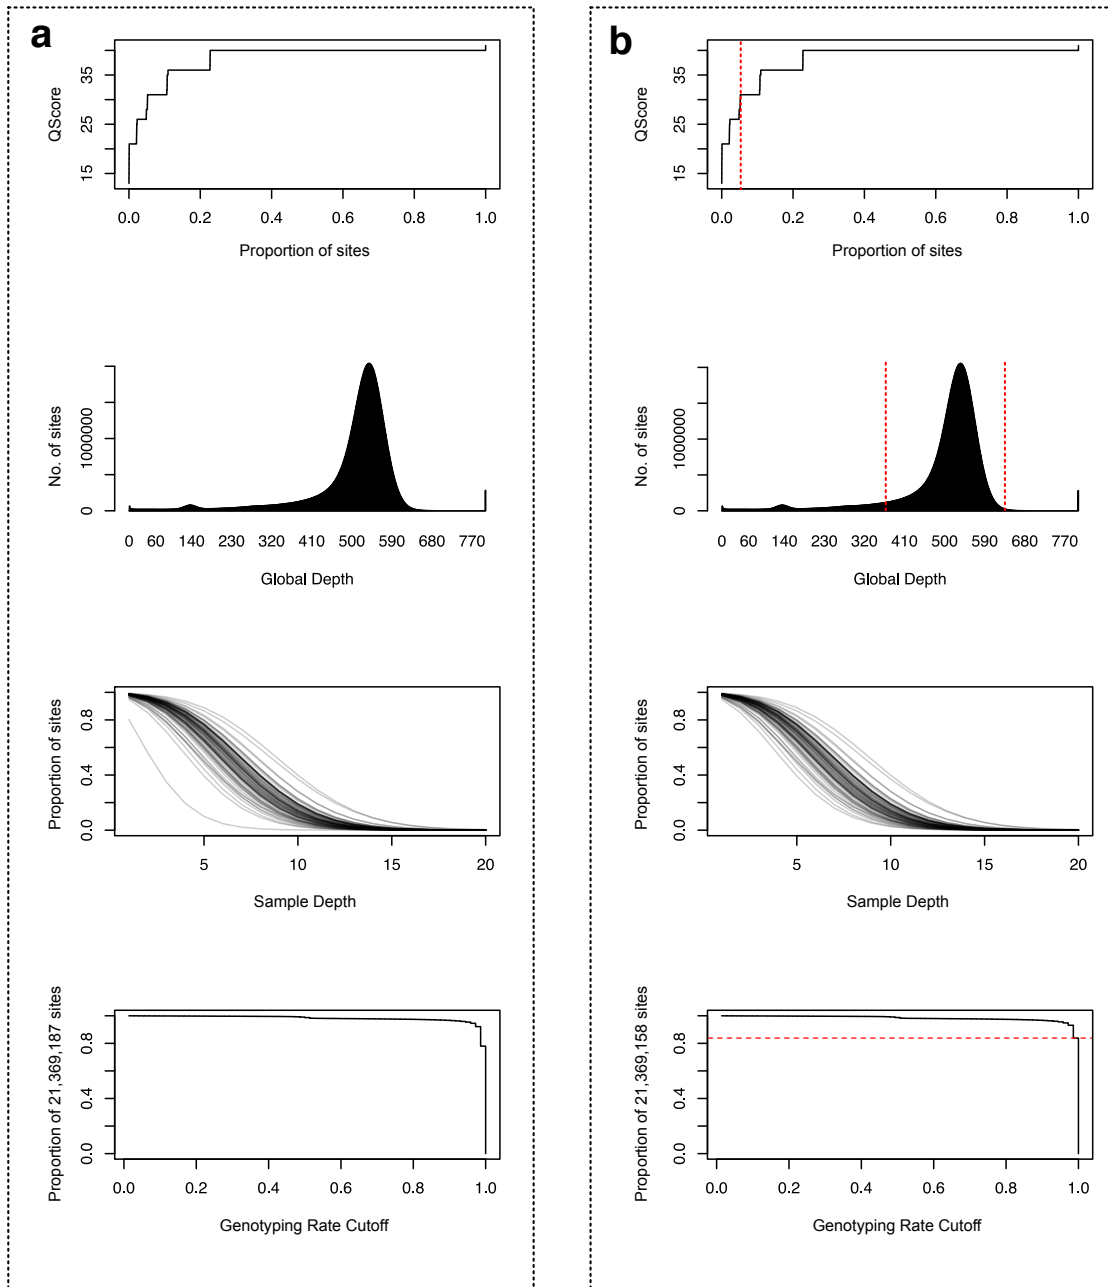 a
QScore
35
25
15
0.0 0.2 0.4 0.6 0.8 1.0
Proportion of sites
No. of sites
1000000
0
0 60 140 230 320 410 500 590 680 770
Global Depth
Proportion of sites
0.8
0.4
0.0
5 10 15 20
Sample Depth
Proportion of 21,369,187 sites
0.8
0.4
0.0
0.0 0.2 0.4 0.6 0.8 1.0
Genotyping Rate Cutoff
b
QScore
35
25
15
0.0 0.2 0.4 0.6 0.8 1.0
Proportion of sites
No. of sites
1000000
0
0 60 140 230 320 410 500 590 680 770
Global Depth
Proportion of sites
0.8
0.4
0.0
5 10 15 20
Sample Depth
Proportion of 21,369,158 sites
0.8
0.4
0.0
0.0 0.2 0.4 0.6 0.8 1.0
Genotyping Rate Cutoff